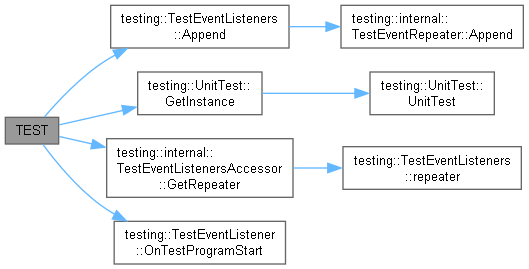 testing::TestEventListeners
::Append
testing::internal::
TestEventRepeater::Append
testing::UnitTest::
GetInstance
testing::UnitTest::
UnitTest
TEST
testing::internal::
TestEventListenersAccessor
::GetRepeater
testing::TestEventListeners
::repeater
testing::TestEventListener
::OnTestProgramStart